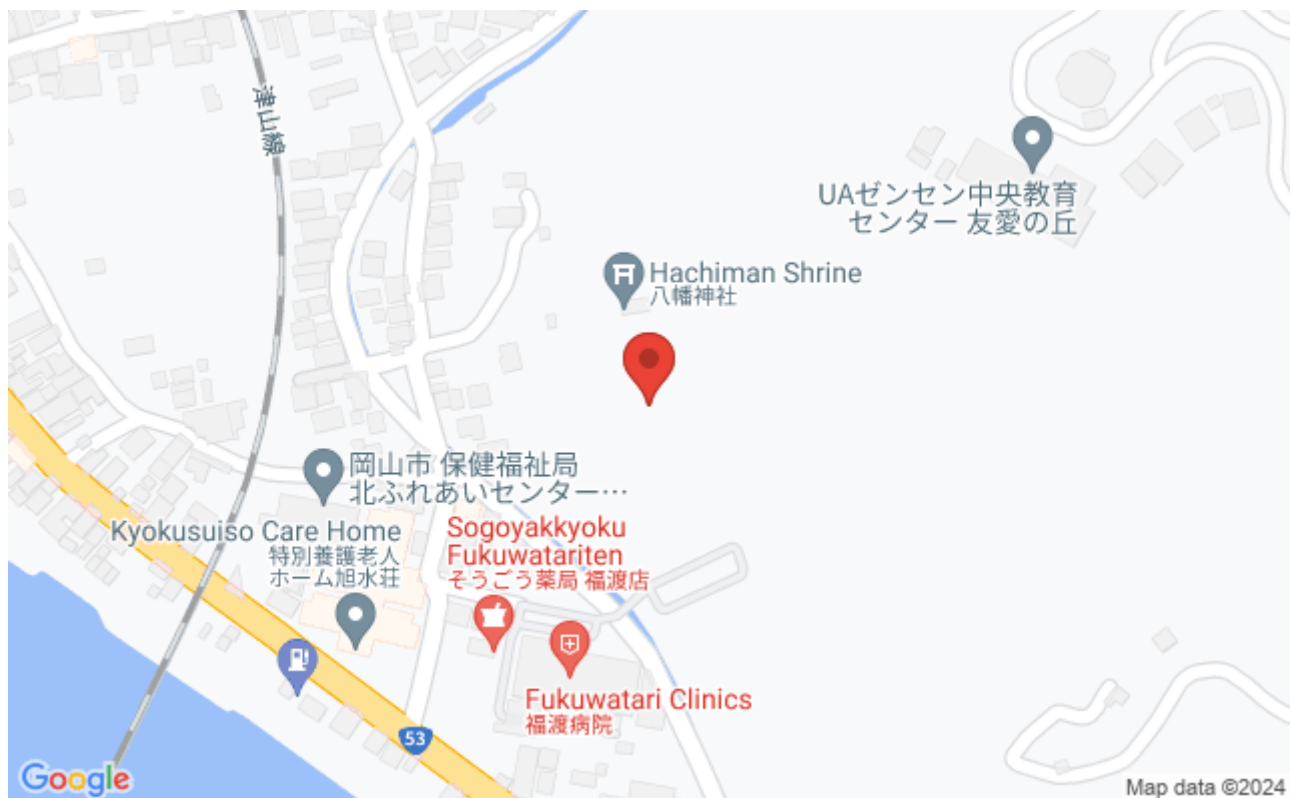 津山線
UAゼンセン中央教育
センター 友愛の丘
Hachiman Shrine
八幡神社
岡山市 保健福祉局
北ふれあいセンター…
Kyokusuiso Care Home
特別養護老人
ホーム旭水荘
Sogoyakkyoku
Fukuwatariten
そうごう薬局 福渡店
Fukuwatari Clinics
福渡病院
53
Google
Map data ©2024